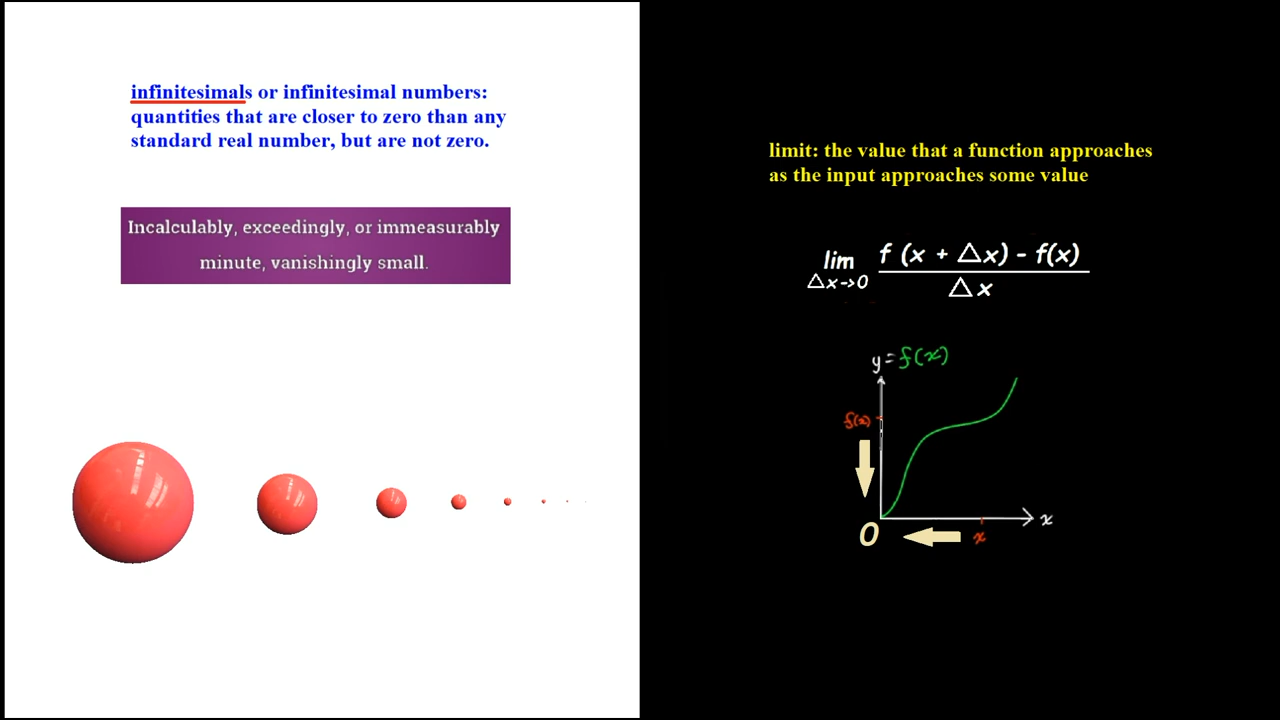 infinitesimals or infinitesimal numbers:
quantities that are closer to zero than any
standard real number, but are not zero.
Incalculably, exceedingly, or immeasurably
minute, vanishingly small.
limit: the value that a function approaches
as the input approaches some value
lim f (x + △x) - f(x)
△x->0 △x
y=f(x)
f(x)
x
O
x